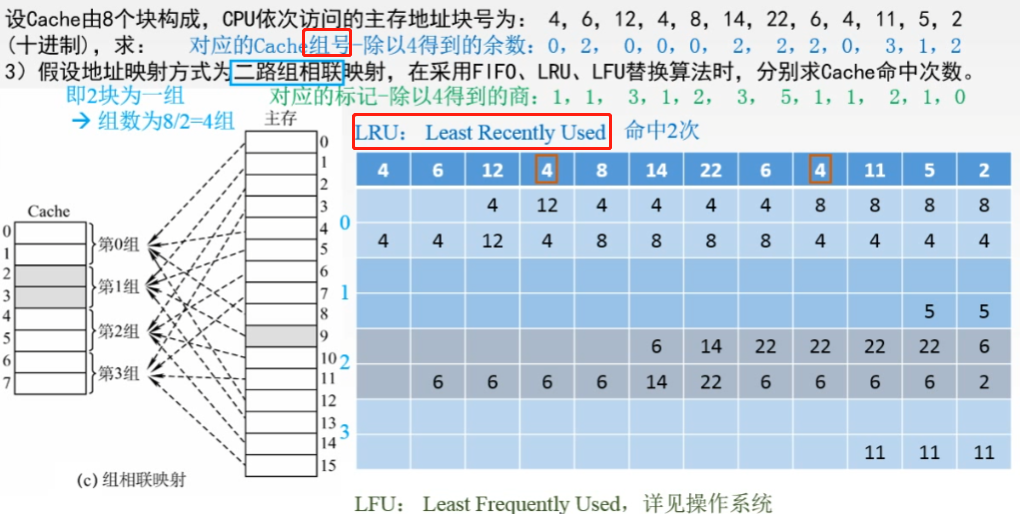 设Cache由8个块构成，CPU依次访问的主存地址块号为： 4，6，12，4，8，14，22，6，4，11，5，2
(十进制)，求： 对应的Cache组号-除以4得到的余数：0，2， 0，0，0， 2， 2，2，0， 3，1，2
3）假设地址映射方式为二路组相联映射，在采用FIFO、LRU、LFU替换算法时，分别求Cache命中次数。
即2块为一组 对应的标记-除以4得到的商：1，1， 3，1，2， 3， 5，1，1， 2，1，0
→ 组数为8/2=4组
主存
LRU： Least Recently Used 命中2次
4 6 12 4 8 14 22 6 4 11 5 2
0 4 12 4 4 4 4 8 8 8 8
4 4 12 4 8 8 8 8 4 4 4 4
1
5 5
2 6 14 22 22 22 22 6
6 6 6 6 14 22 6 6 6 6 2
3
11 11 11
Cache
0
1
2
3
4
5
6
7
第0组
第1组
第2组
第3组
0
1
2
3
4
5
6
7
8
9
10
11
12
13
14
15
(c) 组相联映射
LFU： Least Frequently Used，详见操作系统